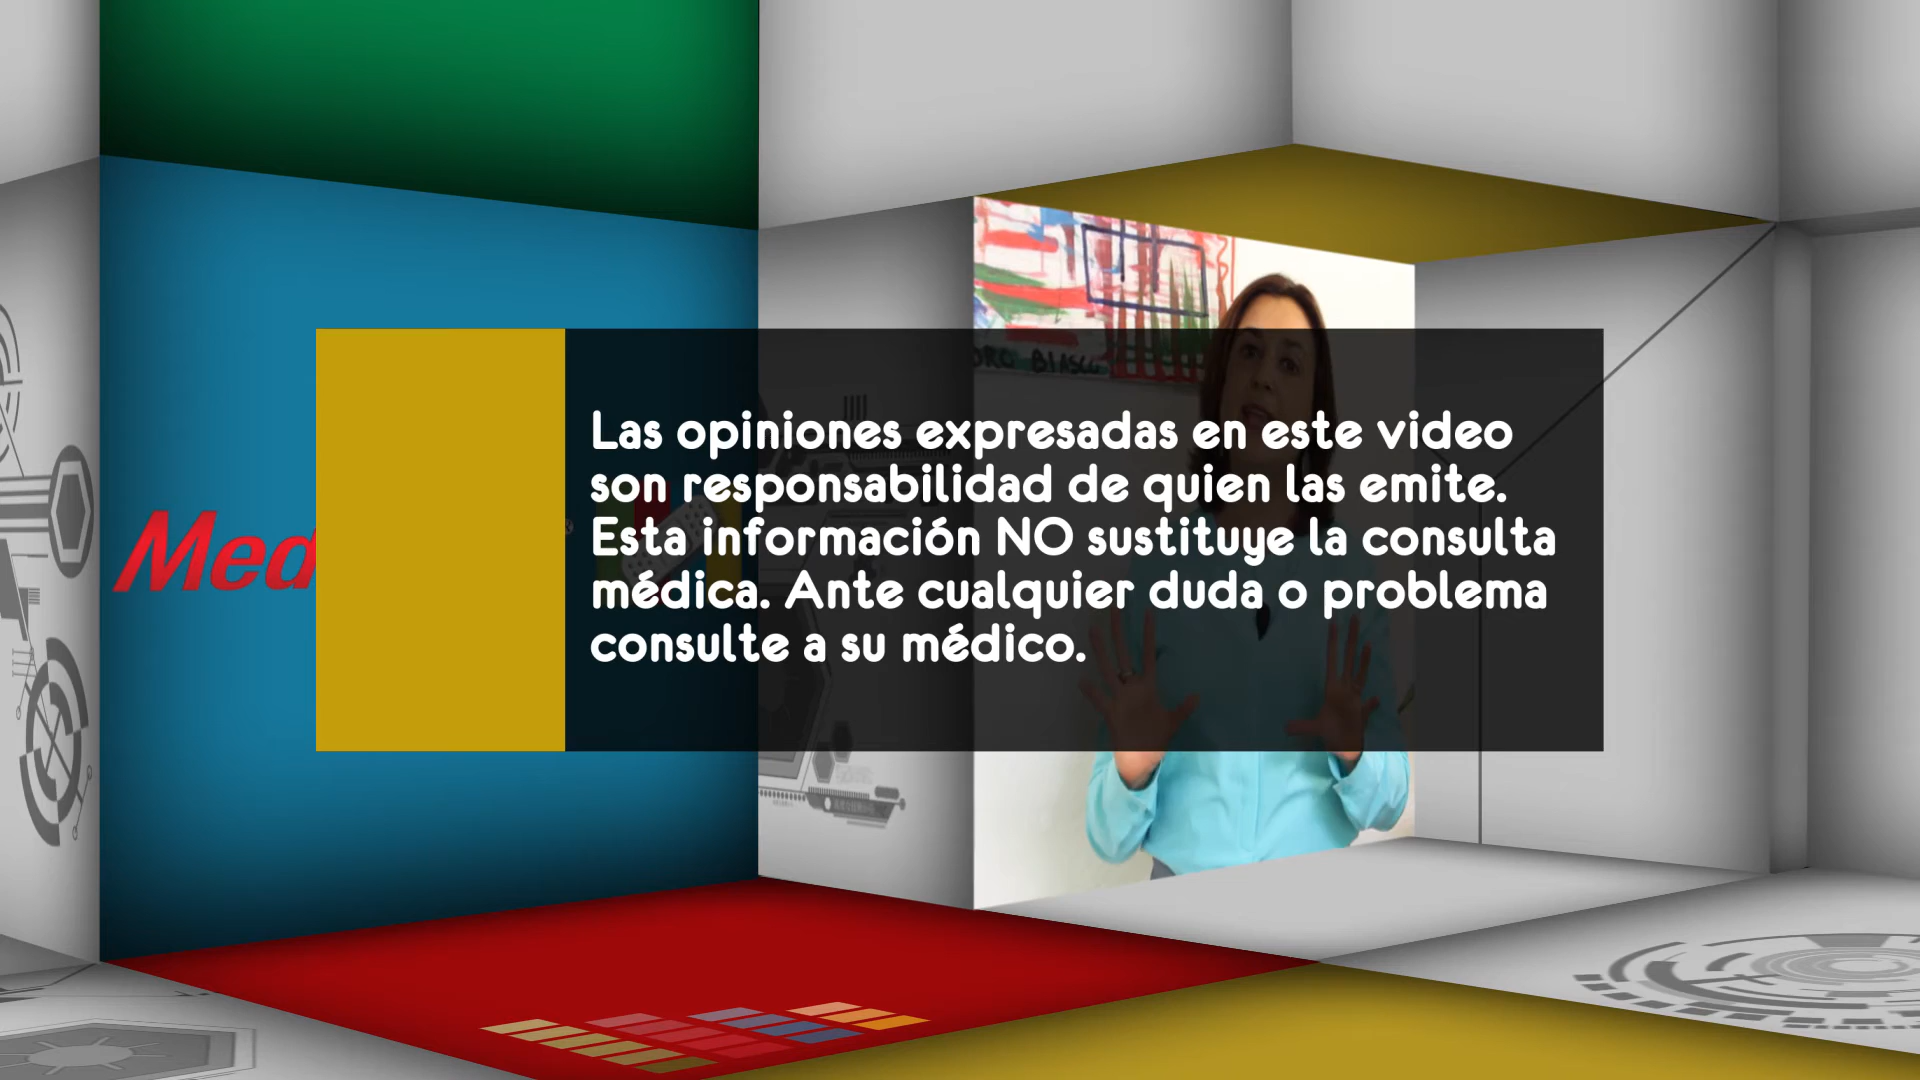 Las opiniones expresadas en este video
son responsabilidad de quien las emite.
Esta información NO sustituye la consulta
médica. Ante cualquier duda o problema
consulte a su médico.
Med